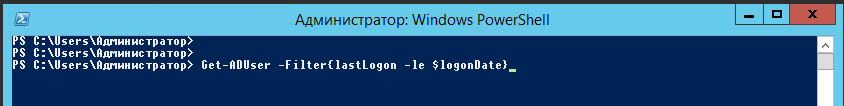 Администратор: Windows PowerShell
PS C:\Users\Администратор>
PS C:\Users\Администратор>
PS C:\Users\Администратор> Get-ADUser -Filter{lastLogon -le $logonDate}